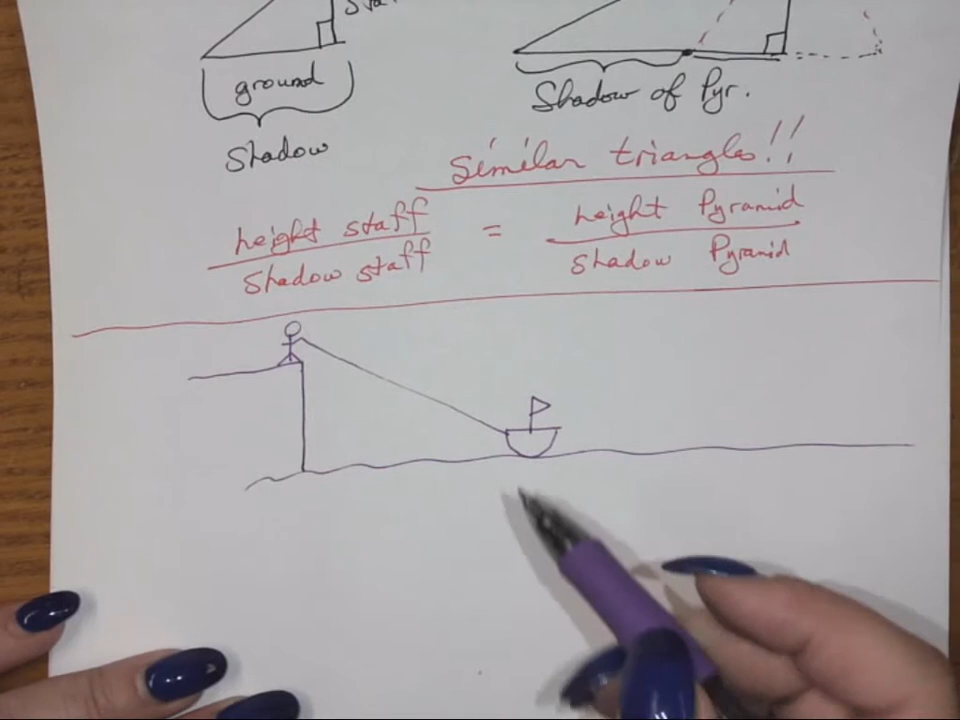 ground
Shadow
Shadow of Pyr.
Similar triangles!!
height staff
Shadow staff
=
height Pyramid
Shadow Pyramid